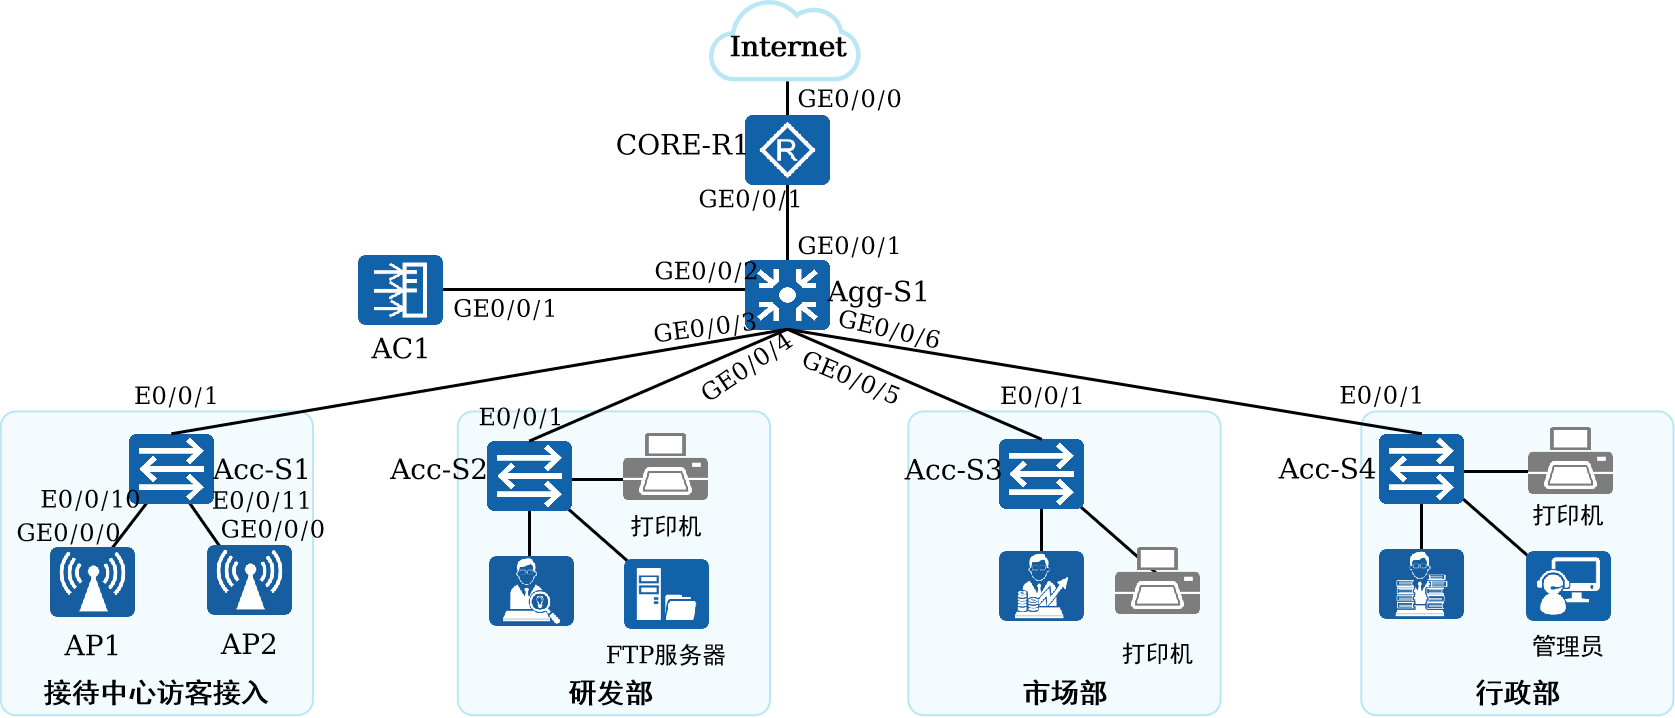 Internet
GE0/0/0
CORE-R1
R
GE0/0/1
GE0/0/1
GE0/0/2
Agg-S1
GE0/0/1
AC1
GE0/0/3
GE0/0/4
GE0/0/5
GE0/0/6
E0/0/1
E0/0/1
E0/0/1
E0/0/1
Acc-S1
Acc-S2
Acc-S3
Acc-S4
E0/0/10
E0/0/11
GE0/0/0
GE0/0/0
打印机
打印机
AP1
AP2
FTP服务器
打印机
管理员
接待中心访客接入
研发部
市场部
行政部